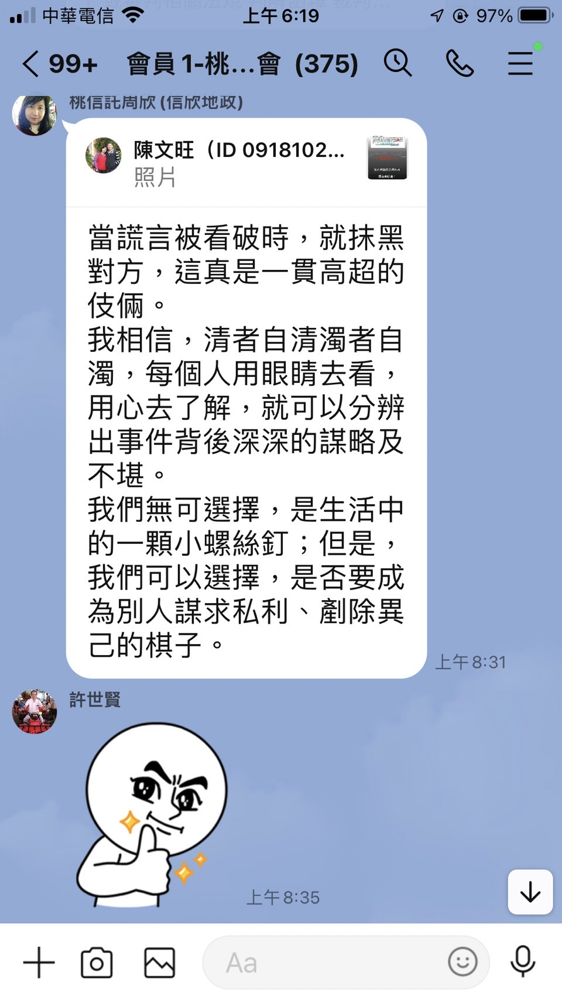 中華電信 上午6:19 97%
99+ 會員1-桃...會 (375)
桃信託周欣(信欣地政)
陳文旺（ID 0918102...
照片
當謊言被看破時，就抹黑
對方，這真是一貫高超的
伎倆。
我相信，清者自清濁者自
濁，每個人用眼睛去看，
用心去了解，就可以分辨
出事件背後深深的謀略及
不堪。
我們無可選擇，是生活中
的一顆小螺絲釘；但是，
我們可以選擇，是否要成
為別人謀求私利、剷除異
己的棋子。
上午8:31
許世賢
上午8:35
Aa